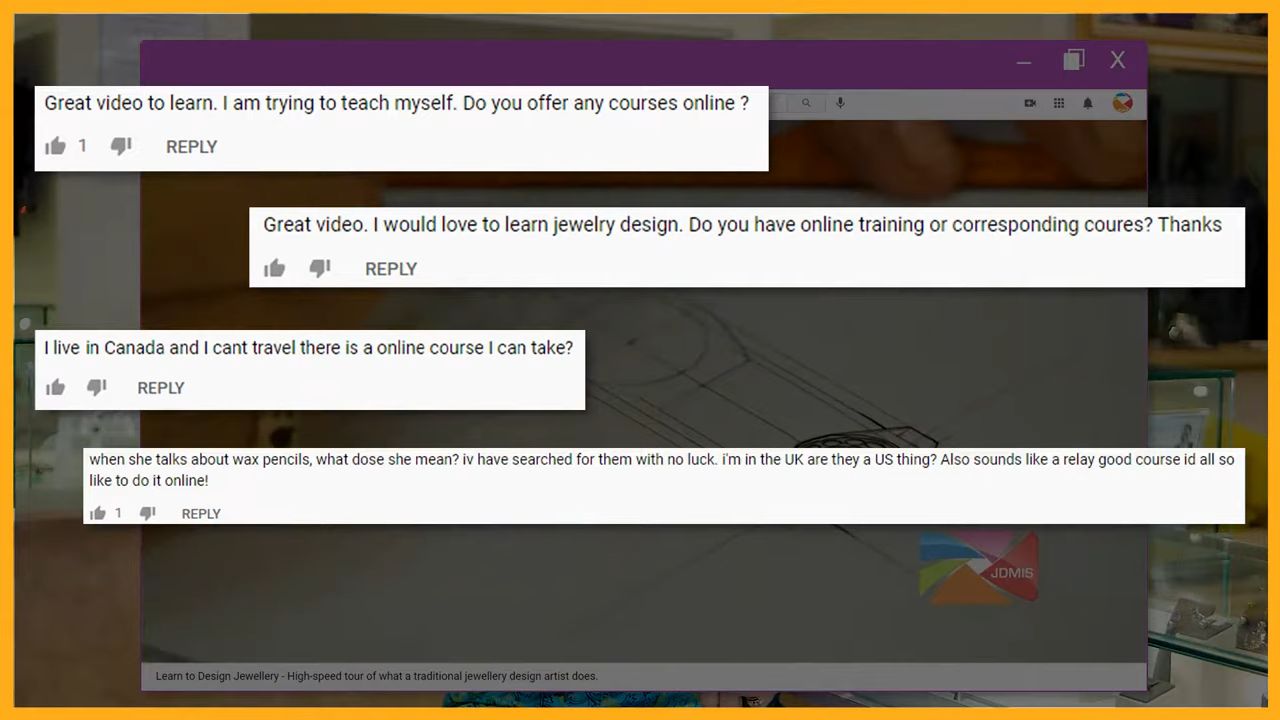 X
Great video to learn. I am trying to teach myself. Do you offer any courses online ?
1 REPLY
Great video. I would love to learn jewelry design. Do you have online training or corresponding coures? Thanks
REPLY
I live in Canada and I cant travel there is a online course I can take?
REPLY
when she talks about wax pencils, what dose she mean? iv have searched for them with no luck. i'm in the UK are they a US thing? Also sounds like a relay good course id all so
like to do it online!
1 REPLY
JDMIS
Learn to Design Jewellery - High-speed tour of what a traditional jewellery design artist does.